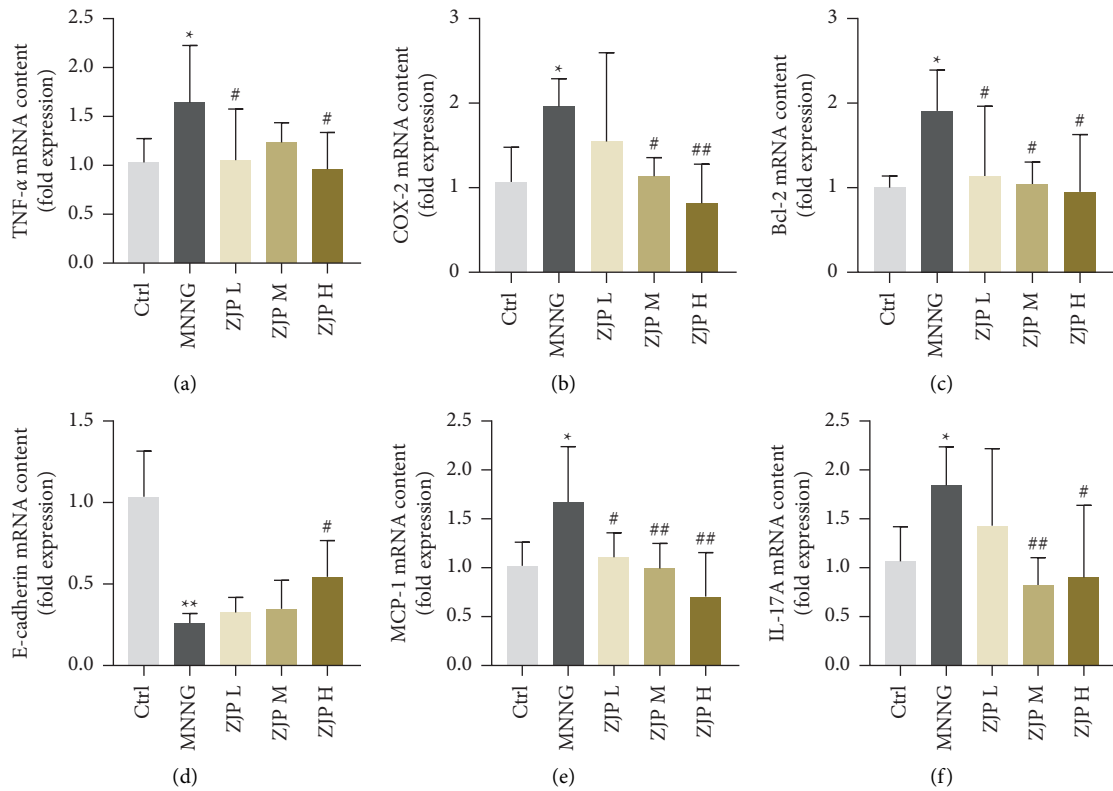 TNF-α mRNA content
(fold expression)
2.5
2.0
1.5
1.0
0.5
0.0
*
#
#
Ctrl
MNNG
ZJP L
ZJP M
ZJP H
(a)
COX-2 mRNA content
(fold expression)
3
2
1
0
*
#
##
Ctrl
MNNG
ZJP L
ZJP M
ZJP H
(b)
Bcl-2 mRNA content
(fold expression)
3
2
1
0
*
#
#
#
Ctrl
MNNG
ZJP L
ZJP M
ZJP H
(c)
E-cadherin mRNA content
(fold expression)
1.5
1.0
0.5
0.0
**
#
Ctrl
MNNG
ZJP L
ZJP M
ZJP H
(d)
MCP-1 mRNA content
(fold expression)
2.5
2.0
1.5
1.0
0.5
0.0
*
#
##
##
Ctrl
MNNG
ZJP L
ZJP M
ZJP H
(e)
IL-17A mRNA content
(fold expression)
2.5
2.0
1.5
1.0
0.5
0.0
*
##
#
Ctrl
MNNG
ZJP L
ZJP M
ZJP H
(f)